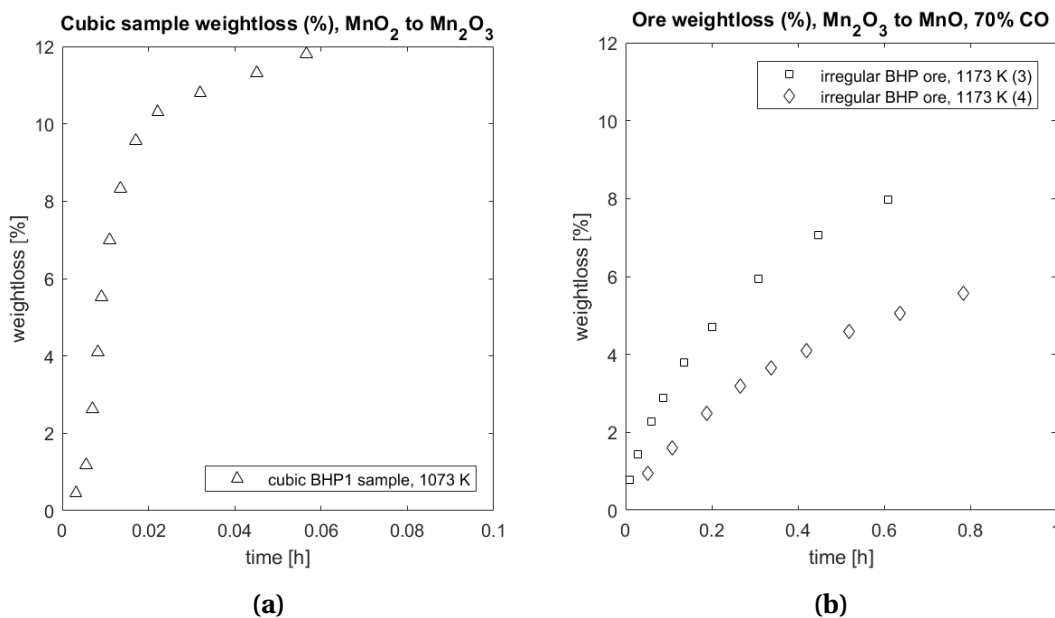 Cubic sample weightloss (%), MnO₂ to Mn₂O₃
12
10
8
6
4
2
0
weightloss [%]
cubic BHP1 sample, 1073 K
0 0.02 0.04 0.06 0.08 0.1
time [h]
(a)
Ore weightloss (%), Mn₂O₃ to MnO, 70% CO
12
10
8
6
4
2
0
weightloss [%]
irregular BHP ore, 1173 K (3)
irregular BHP ore, 1173 K (4)
0 0.2 0.4 0.6 0.8 1
time [h]
(b)